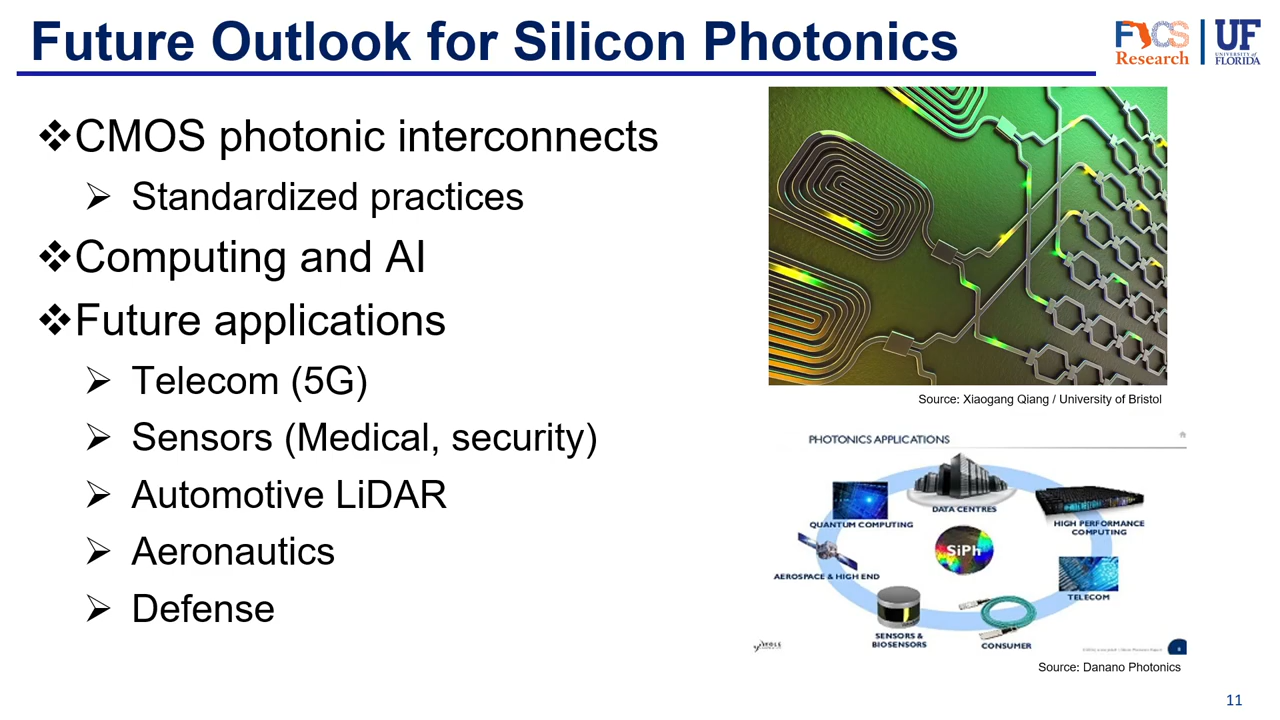 Future Outlook for Silicon Photonics
FICS
Research
UF
UNIVERSITY of
FLORIDA
❖CMOS photonic interconnects
➢ Standardized practices
❖Computing and AI
❖Future applications
➢ Telecom (5G)
➢ Sensors (Medical, security)
➢ Automotive LiDAR
➢ Aeronautics
➢ Defense
Source: Xiaogang Qiang / University of Bristol
PHOTONICS APPLICATIONS
DATA CENTRES
QUANTUM COMPUTING
HIGH PERFORMANCE
COMPUTING
SiPh
AEROSPACE & HIGH END
TELECOM
SENSORS &
BIOSENSORS
CONSUMER
Source: Danano Photonics
11